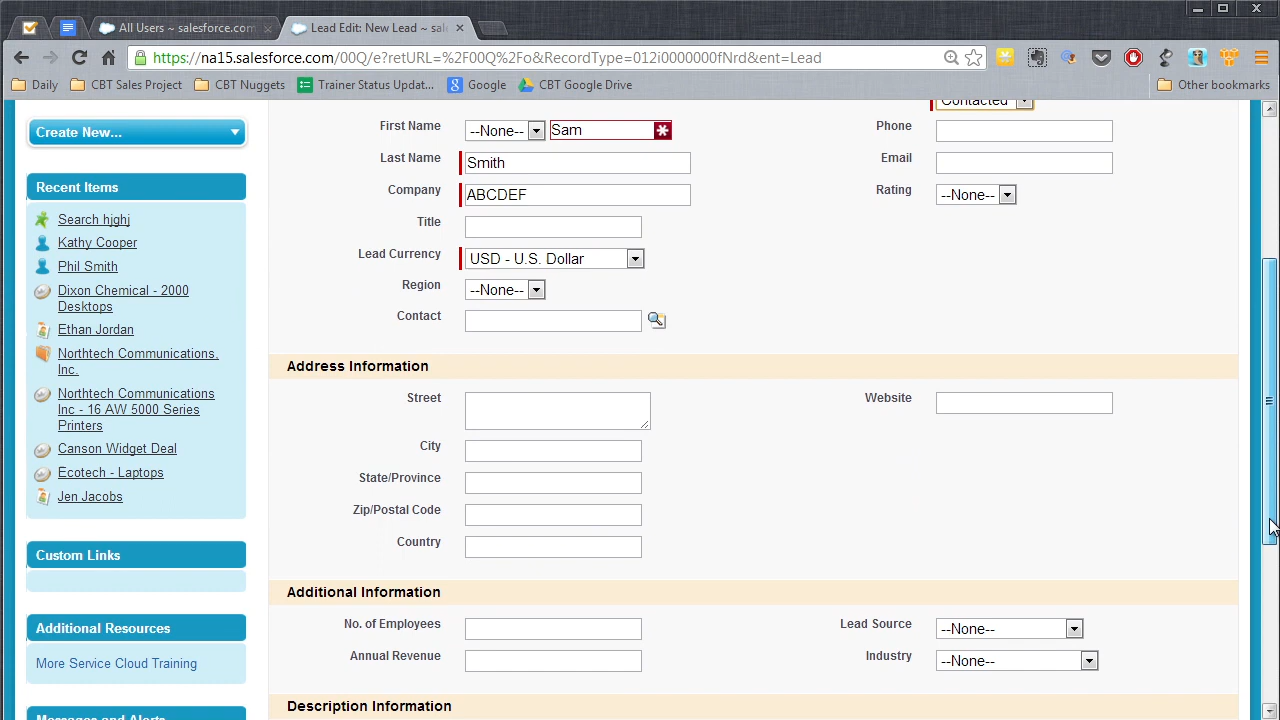 All Users ~ salesforce.com
Lead Edit: New Lead ~ sal
https://na15.salesforce.com/00Q/e?retURL=%2F00Q%2Fo&RecordType=012i0000000fNrd&ent=Lead
Daily
CBT Sales Project
CBT Nuggets
Trainer Status Updat...
Google
CBT Google Drive
Other bookmarks
Create New...
Recent Items
Search hjghj
Kathy Cooper
Phil Smith
Dixon Chemical - 2000
Desktops
Ethan Jordan
Northtech Communications,
Inc.
Northtech Communications
Inc - 16 AW 5000 Series
Printers
Canson Widget Deal
Ecotech - Laptops
Jen Jacobs
Custom Links
Additional Resources
More Service Cloud Training
Messages and Alerts
Contacted
First Name --None-- Sam
Phone
Last Name Smith
Email
Company ABCDEF
Rating --None--
Title
Lead Currency USD - U.S. Dollar
Region --None--
Contact
Address Information
Street
Website
City
State/Province
Zip/Postal Code
Country
Additional Information
No. of Employees
Lead Source --None--
Annual Revenue
Industry --None--
Description Information